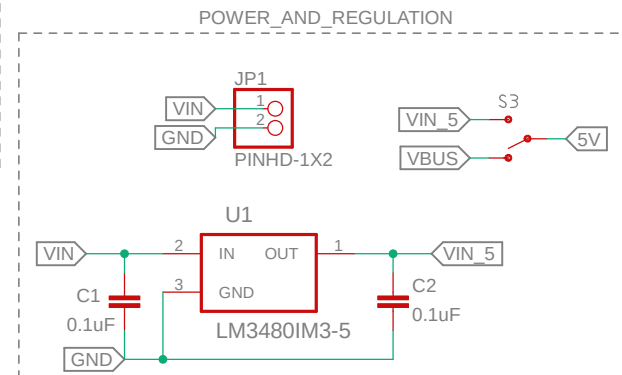 POWER_AND_REGULATION
JP1
VIN
1
GND
2
PINHD-1X2
S3
VIN_5
5V
VBUS
U1
VIN
2
IN
OUT
1
VIN_5
3
GND
C1
0.1uF
C2
0.1uF
LM3480IM3-5
GND